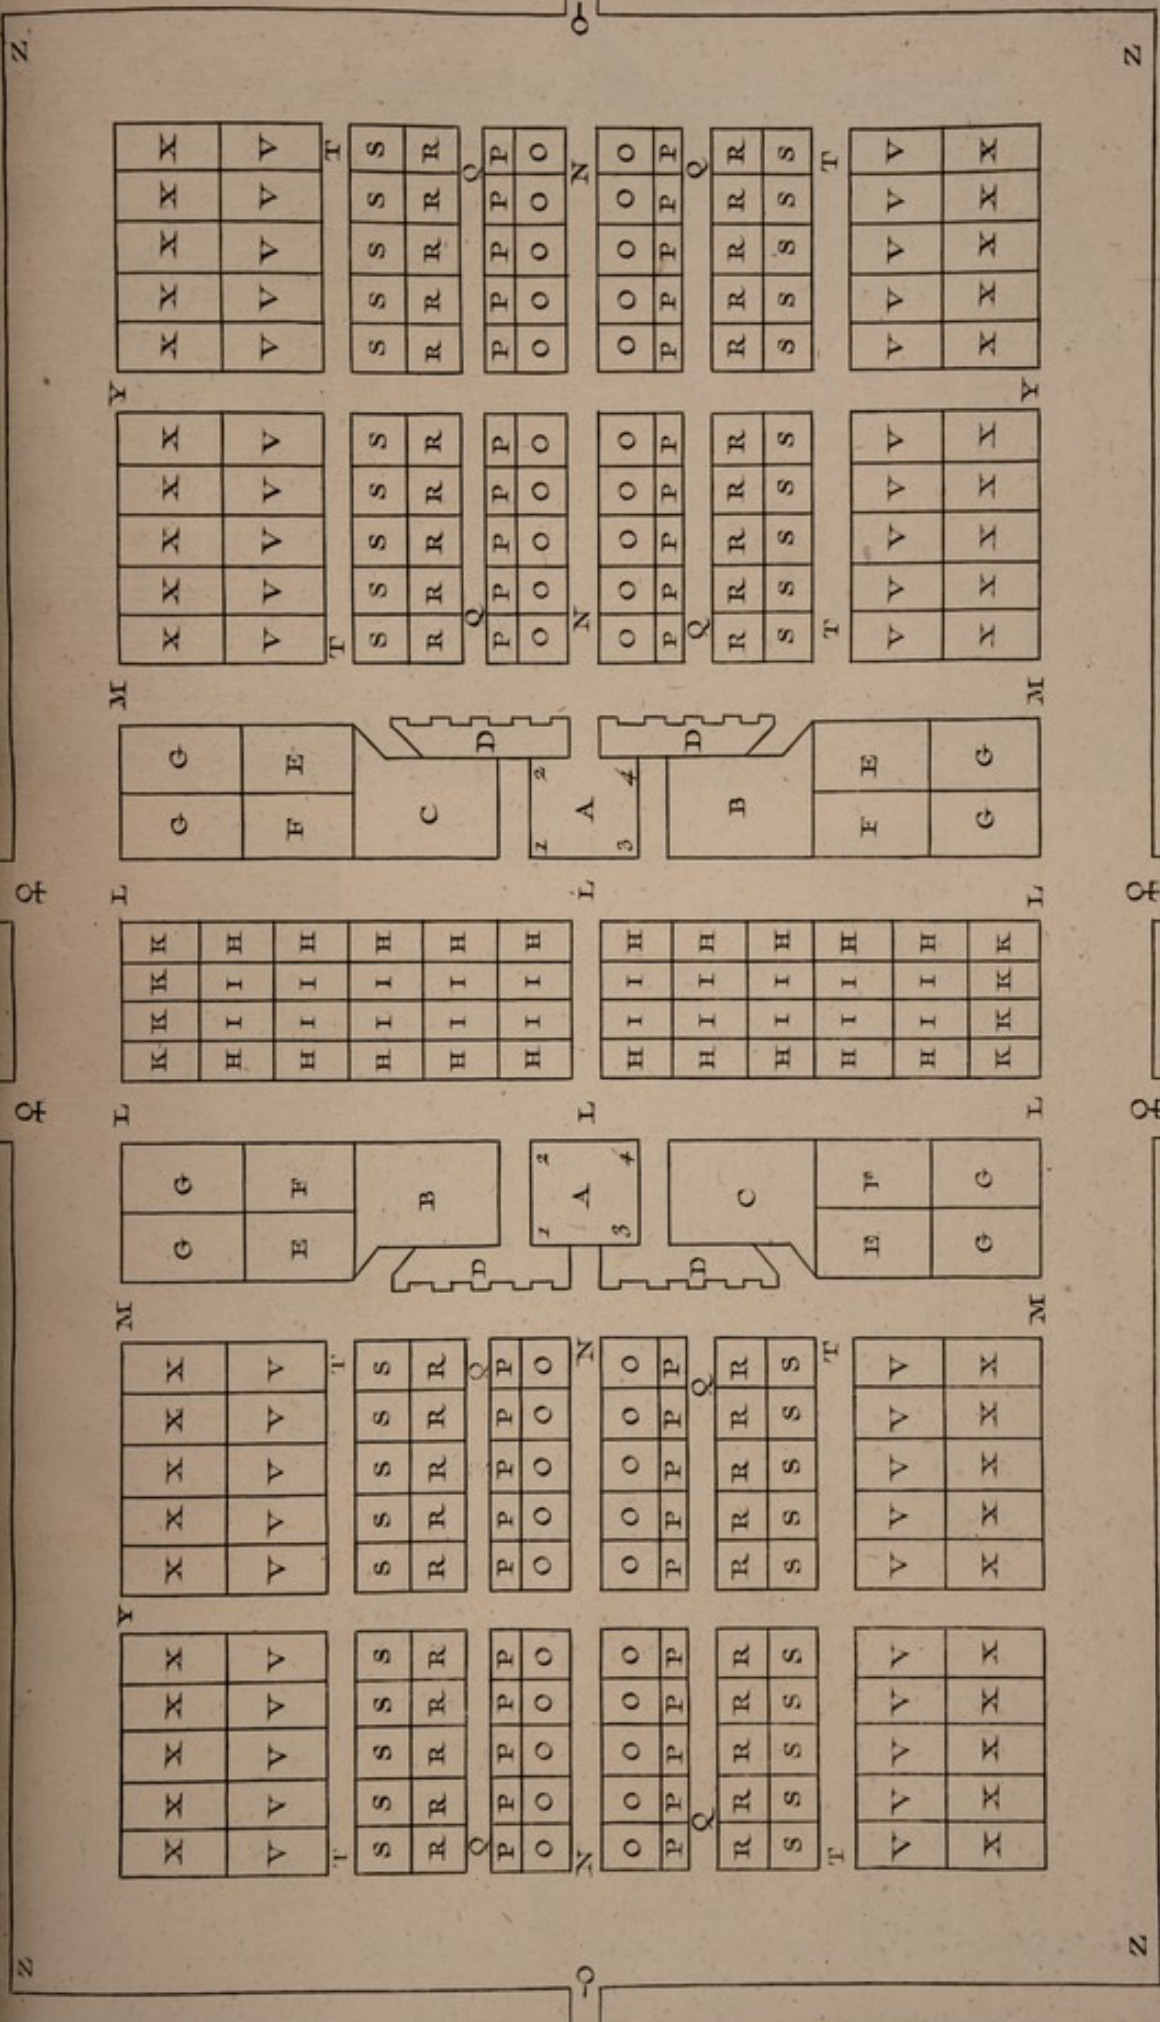 Z ♀ ♀ Z
Y M L L M Y
X X X X X X X X X X G G K K K K G G X X X X X X X X X X
H I I H
V V V V V V V V V V E F H I I H F E V V V V V V V V V V
T T T T
S S S S S S S S S S H I I H S S S S S S S S S S
R R R R R R R R R R B H I I H C R R R R R R R R R R
Q Q Q Q
P P P P P P P P P P D D P P P P P P P P P P
O O O O O O O O O O 1 2 H I I H 1 2 O O O O O O O O O O
♀ N N A L L A N N ♀
O O O O O O O O O O 3 4 H I I H 3 4 O O O O O O O O O O
P P P P P P P P P P D D P P P P P P P P P P
Q Q Q Q
R R R R R R R R R R C H I I H B R R R R R R R R R R
S S S S S S S S S S H I I H S S S S S S S S S S
T T T T
V V V V V V V V V V E F H I I H F E V V V V V V V V V V
H I I H
X X X X X X X X X X G G K K K K G G X X X X X X X X X X
M L L M Y
Z ♀ ♀ Z